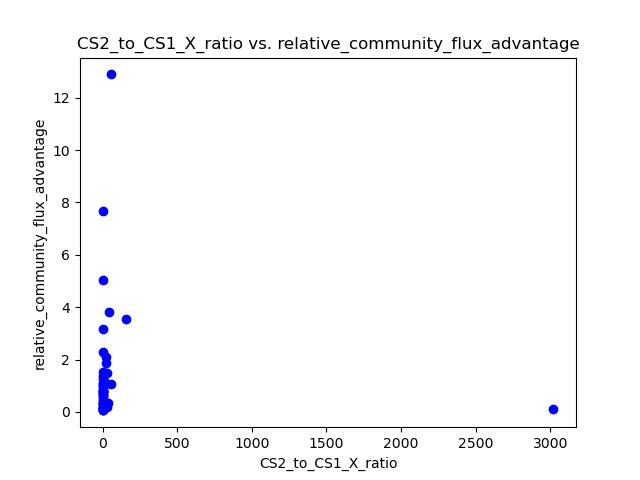 CS2_to_CS1_X_ratio vs. relative_community_flux_advantage
12
10
8
6
4
2
0
relative_community_flux_advantage
0 500 1000 1500 2000 2500 3000
CS2_to_CS1_X_ratio